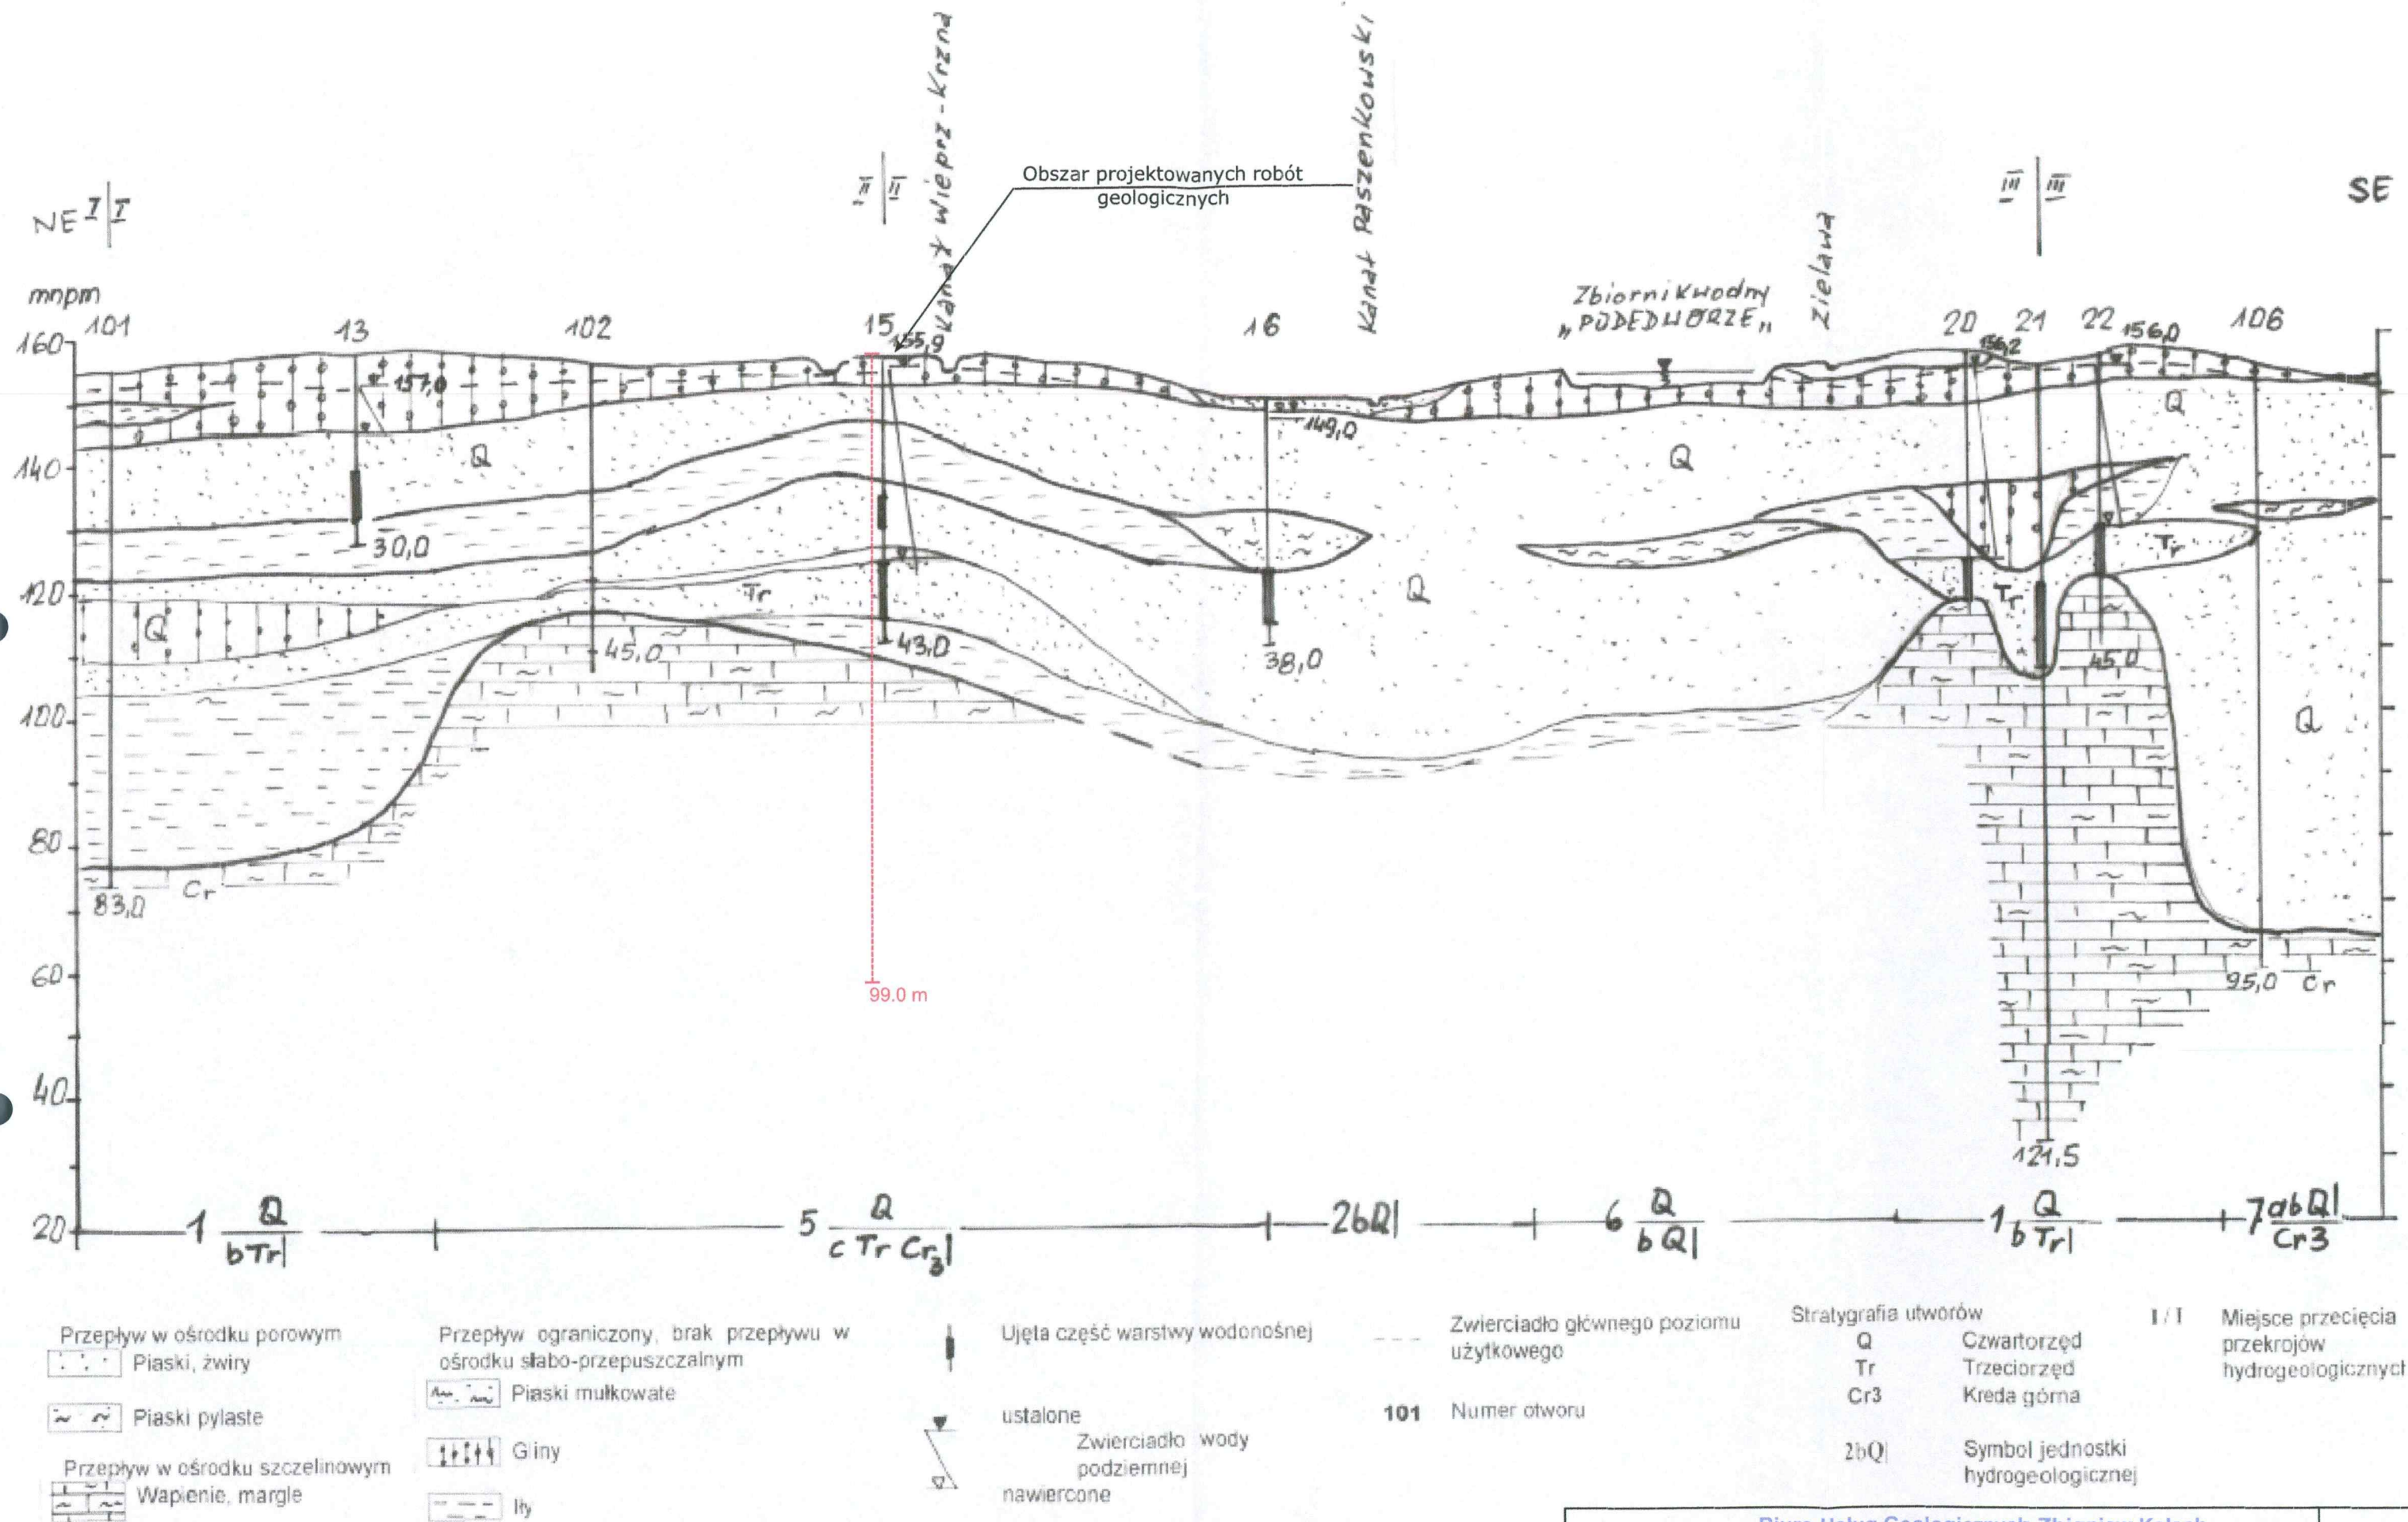 Kanał Wieprz-Krzna
Kanał Paszenkowski
Obszar projektowanych robót
geologicznych
NE I I
II II
III III
SE
Zielawa
Zbiornik wodny
„PODEDWORZE„
mnpm
101
13
102
15
16
20
21
22
106
160
140
120
100
80
60
40
20
155,9
157,0
149,0
156,2
156,0
Q
Q
Q
Q
Q
Q
Tr
Tr
Tr
Q
30,0
45,0
43,0
38,0
45,0
83,0
Cr
99.0 m
95,0
Cr
121,5
1 Q
bTr|
5 Q
c Tr Cr3|
2bQ|
6 Q
bQ|
1 Q
bTr|
7 abQ|
Cr3
Przepływ w ośrodku porowym
Piaski, żwiry
Piaski pylaste
Przepływ w ośrodku szczelinowym
Wapienie, margle
Przepływ ograniczony, brak przepływu w
ośrodku słabo-przepuszczalnym
Piaski mułkowate
Gliny
Iły
Ujęta część warstwy wodonośnej
ustalone
Zwierciadło wody
podziemnej
nawiercone
Zwierciadło głównego poziomu
użytkowego
101 Numer otworu
Stratygrafia utworów
Q Czwartorzęd
Tr Trzeciorzęd
Cr3 Kreda górna
2bQ| Symbol jednostki
hydrogeologicznej
I / I Miejsce przecięcia
przekrojów
hydrogeologicznych